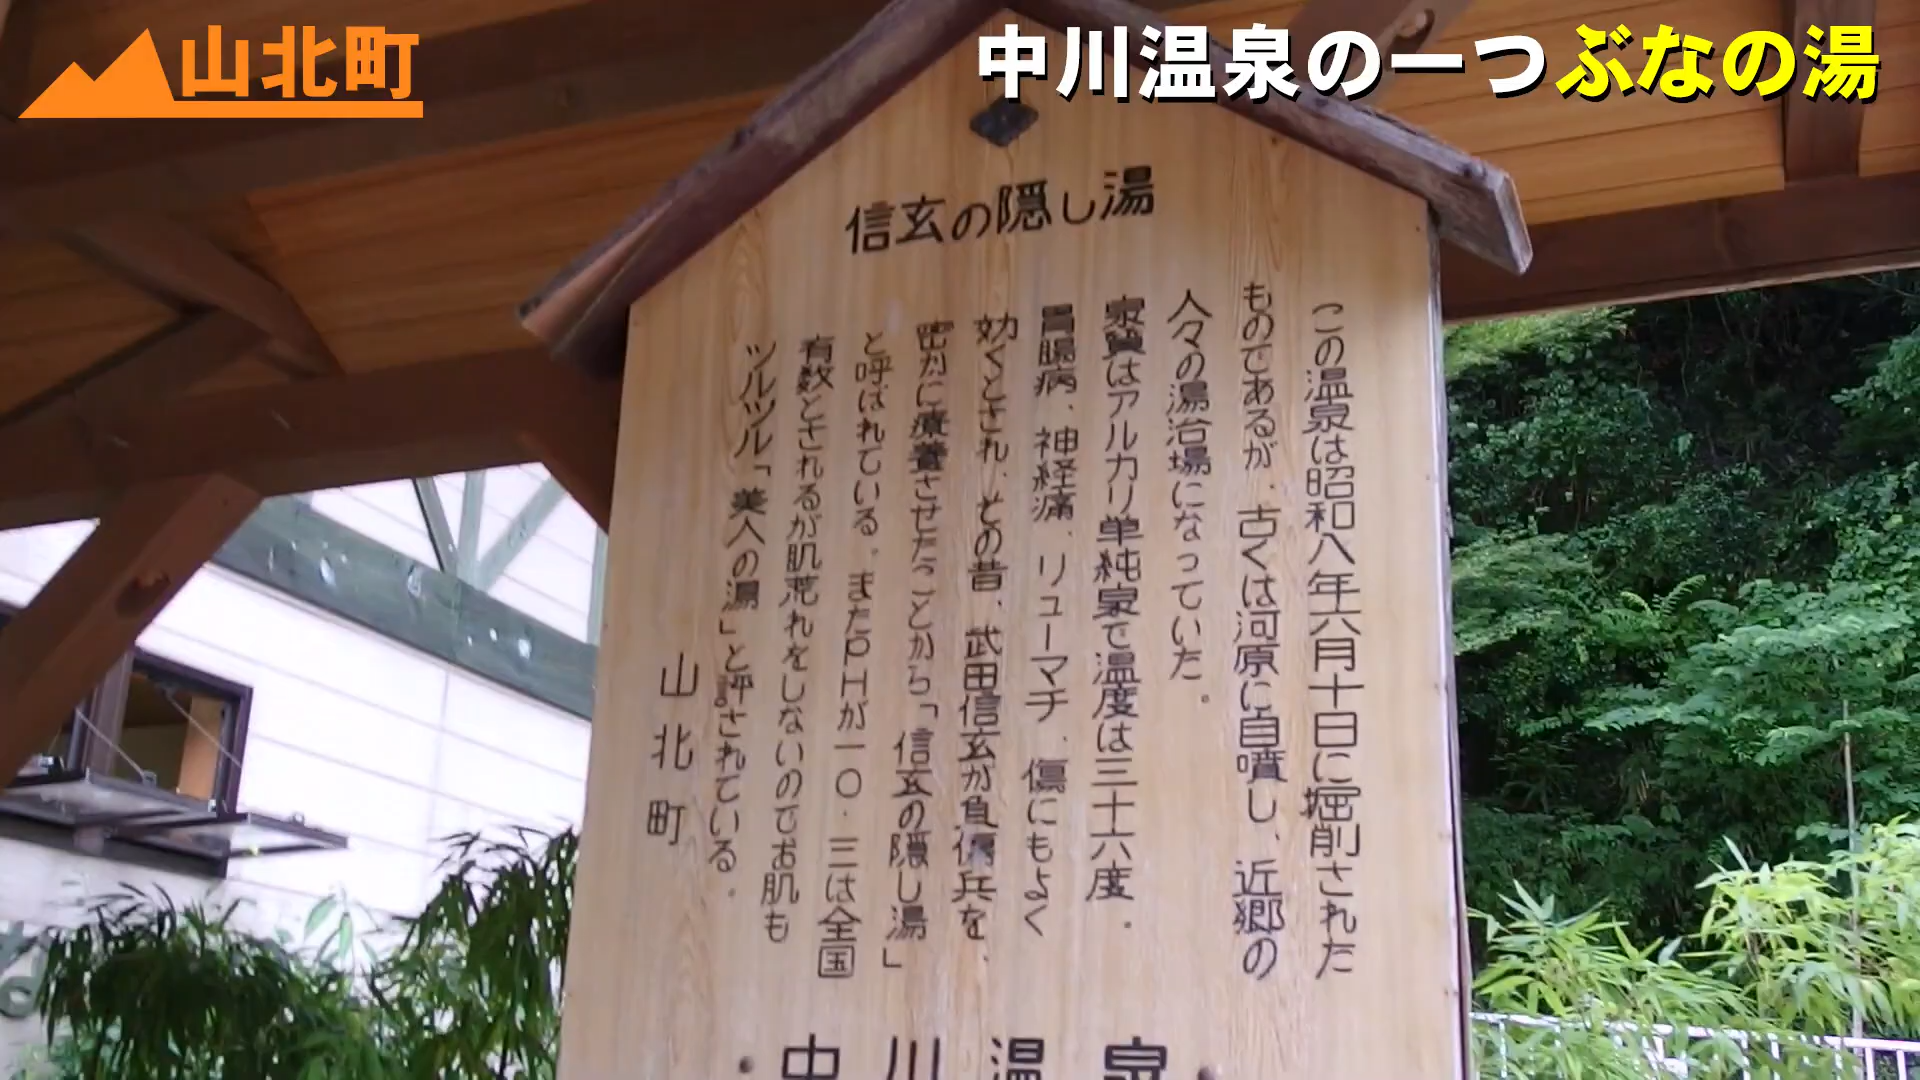 山北町
中川温泉の一つぶなの湯
信玄の隠し湯
この温泉は昭和八年六月十日に堀削された
ものであるが、古くは河原に自噴し、近郷の
人々の湯治場になっていた。
泉質はアルカリ単純泉で温度は三十六度.
胃腸病、神経痛、リューマチ、傷にもよく
効くとされ、その昔、武田信玄が負傷兵を、
密かに療養させたことから「信玄の隠し湯」
と呼ばれている。またpHが一〇.三は全国
有数とされるが肌荒れをしないのでお肌も
ツルツル「美人の湯」と評されている.
山北町
中川温泉